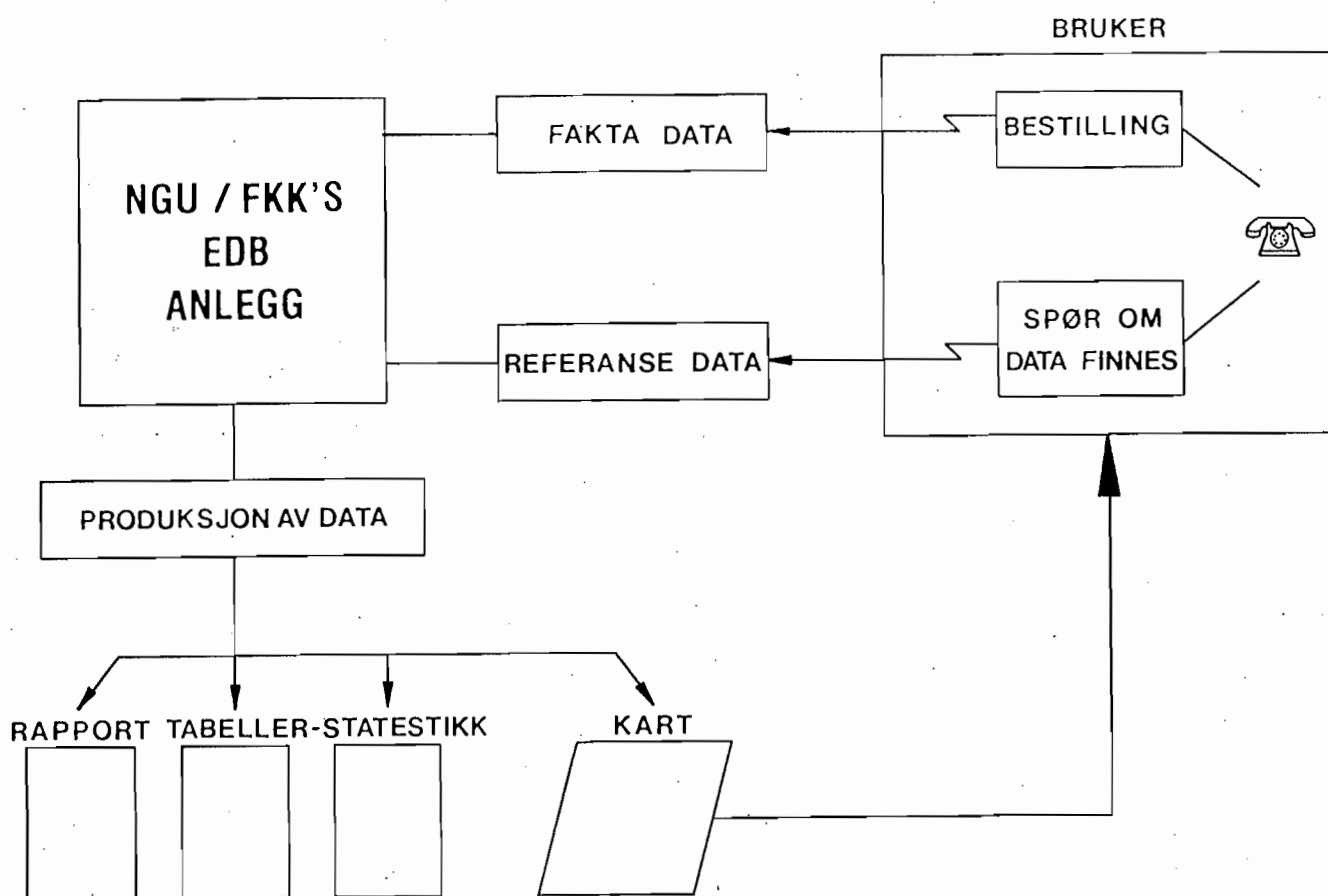 BRUKER
NGU / FKK'S
EDB
ANLEGG
FAKTA DATA
BESTILLING
REFERANSE DATA
SPØR OM
DATA FINNES
PRODUKSJON AV DATA
RAPPORT TABELLER-STATESTIKK KART